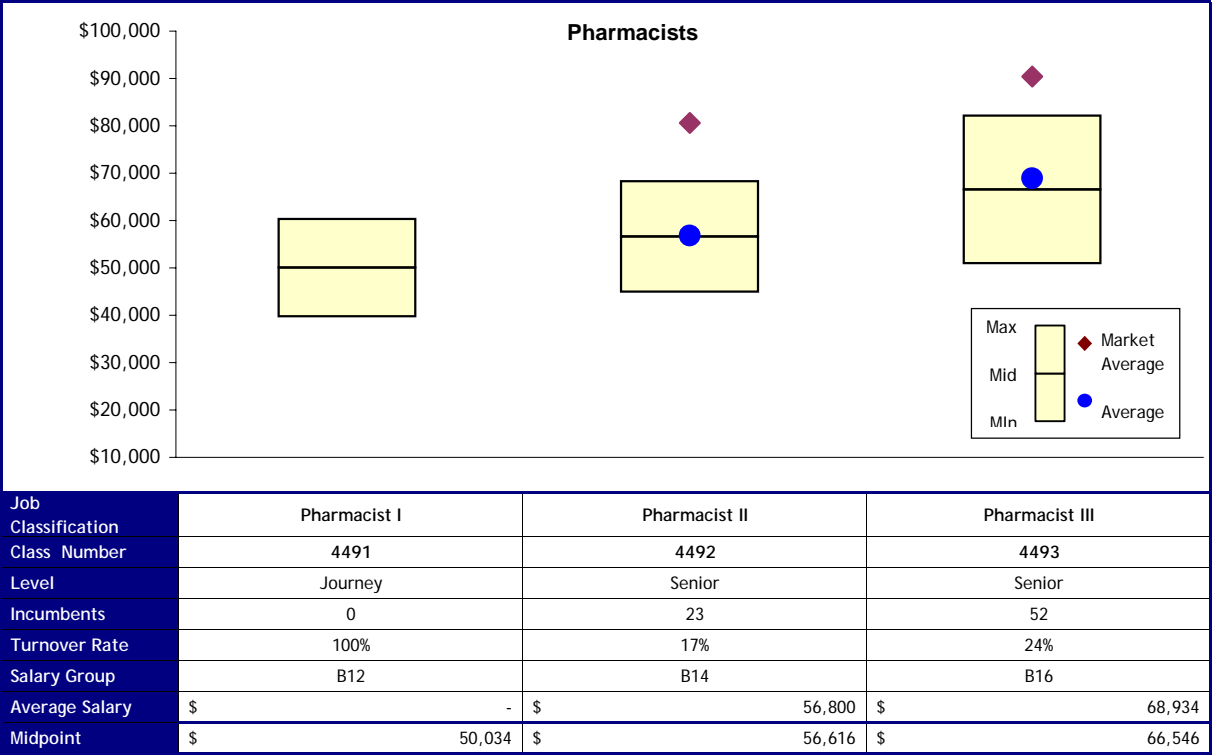 Pharmacists
$100,000
$90,000
$80,000
$70,000
$60,000
$50,000
$40,000
$30,000
$20,000
$10,000
Max
Mid
MIn
Market
Average
Average
Job
Classification Pharmacist I Pharmacist II Pharmacist III
Class Number 4491 4492 4493
Level Journey Senior Senior
Incumbents 0 23 52
Turnover Rate 100% 17% 24%
Salary Group B12 B14 B16
Average Salary $ - $ 56,800 $ 68,934
Midpoint $ 50,034 $ 56,616 $ 66,546